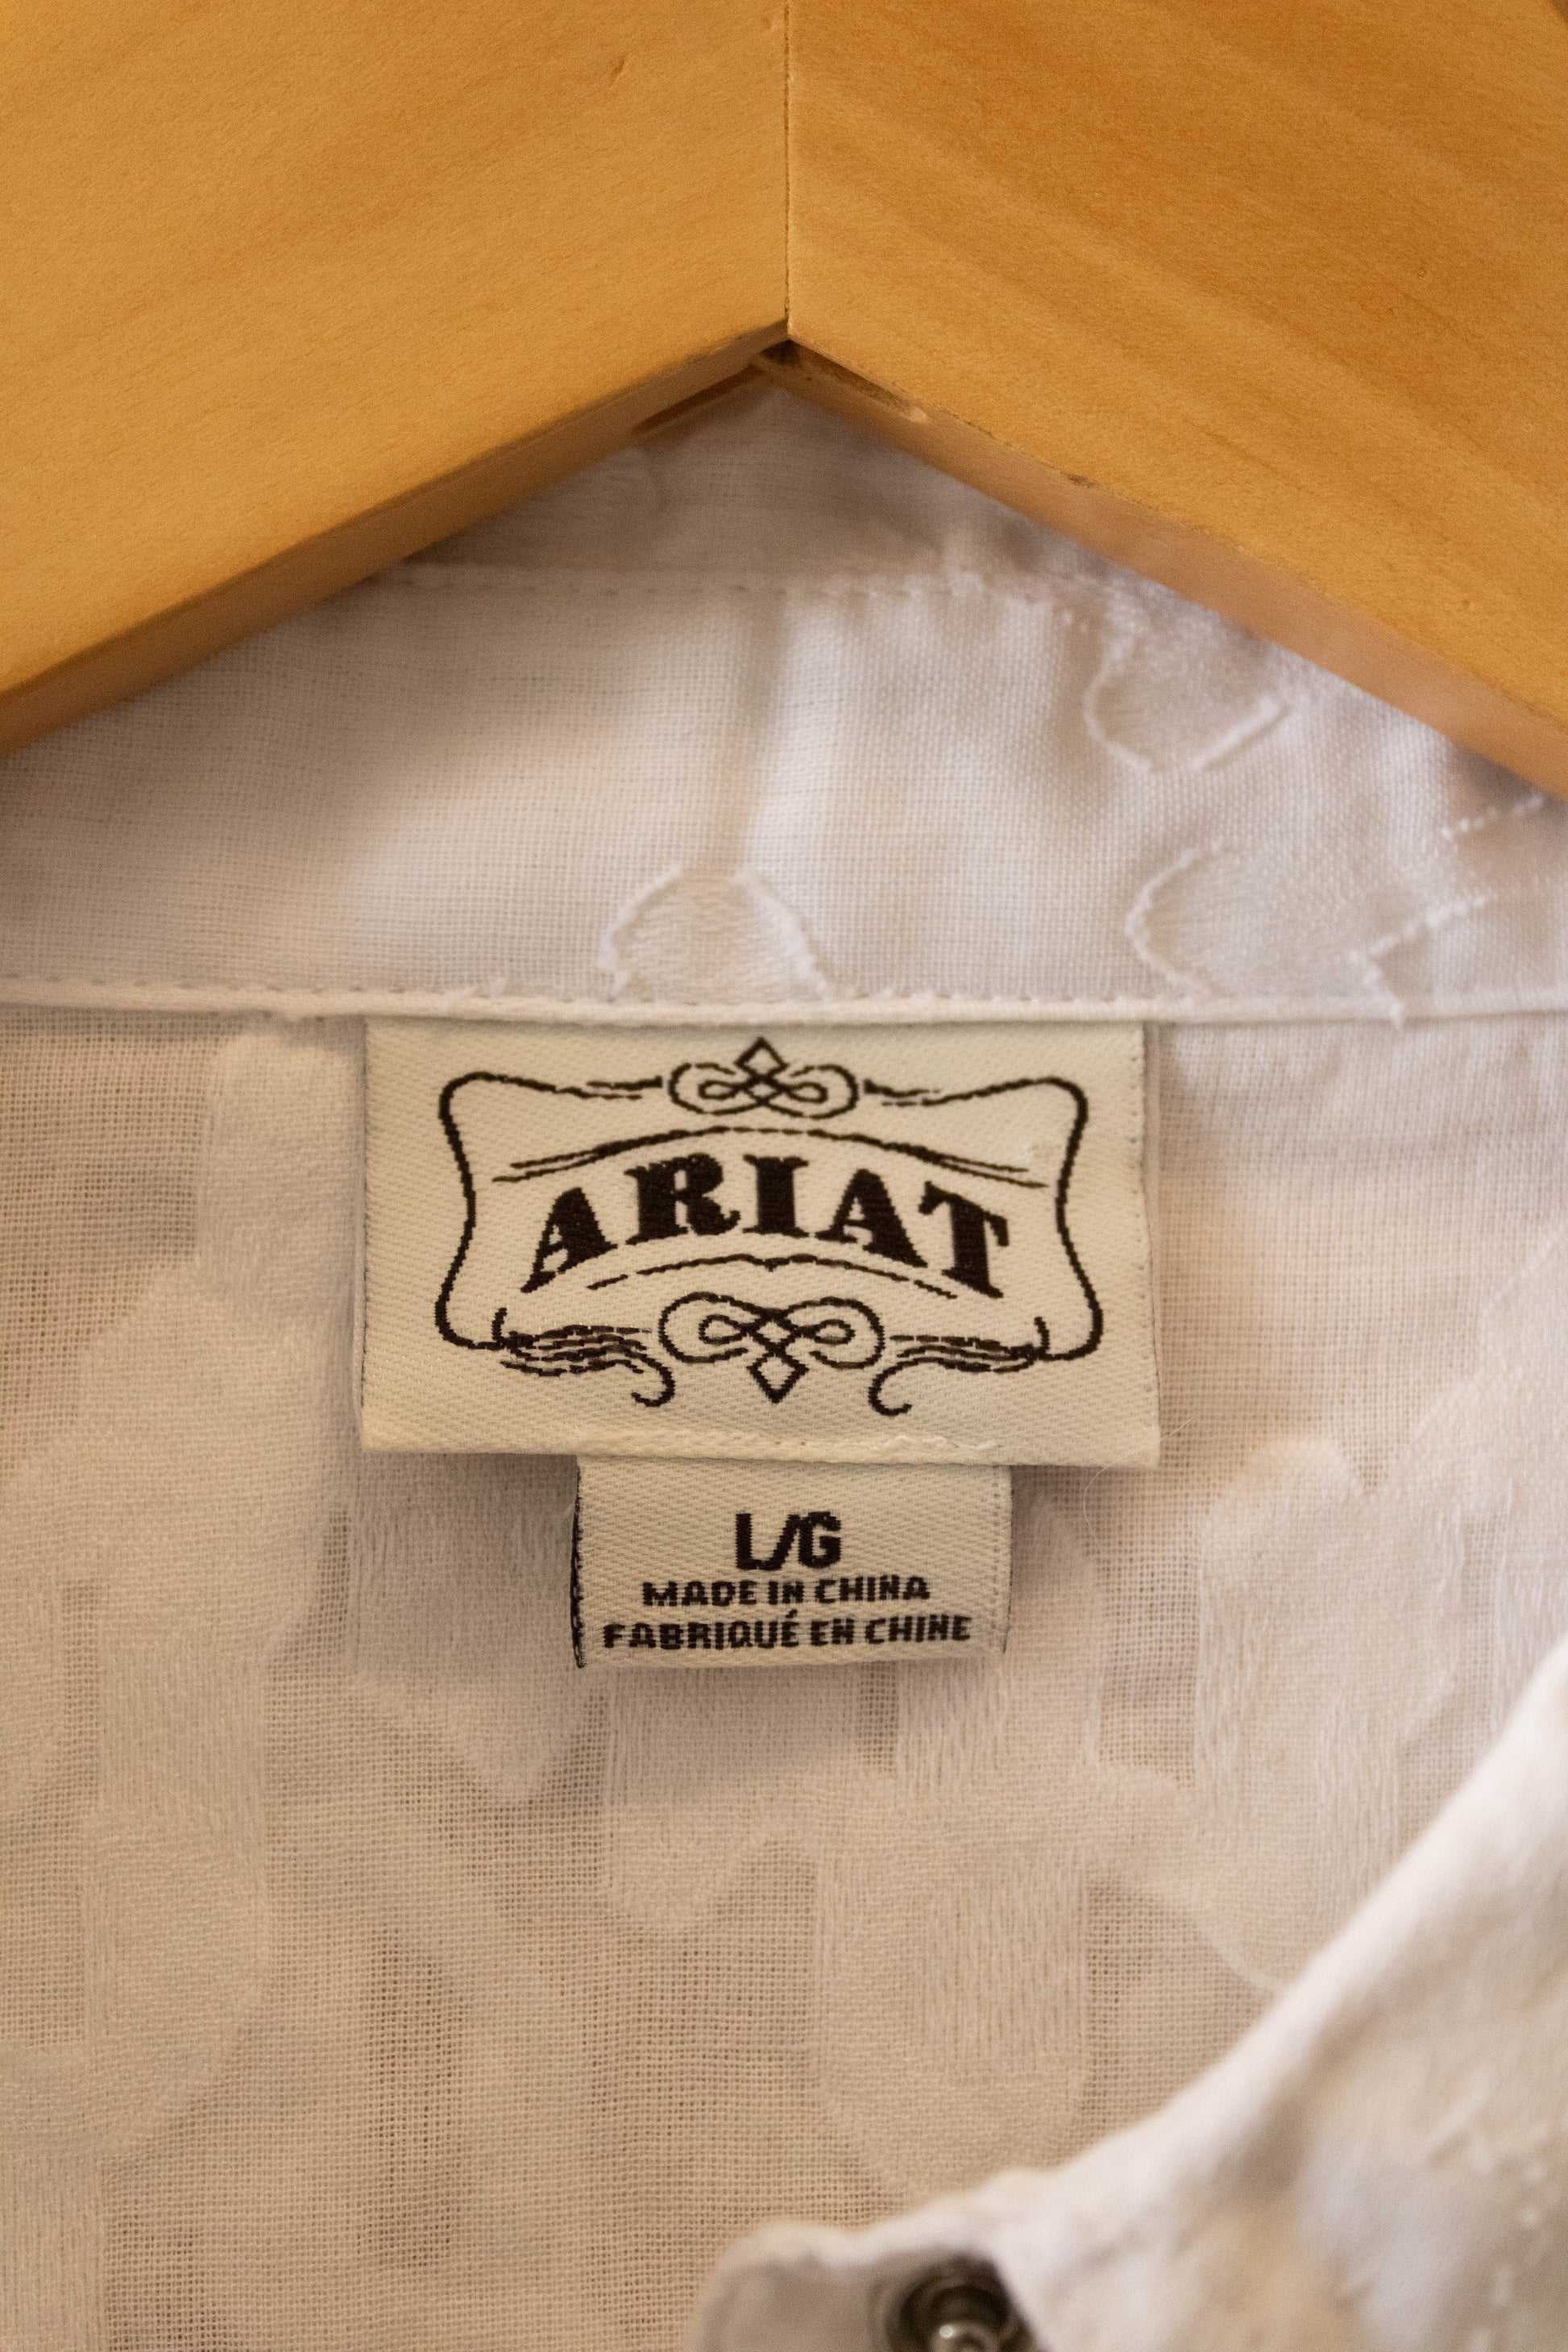 ARIAT
L/G
MADE IN CHINA
FABRIQUÉ EN CHINE